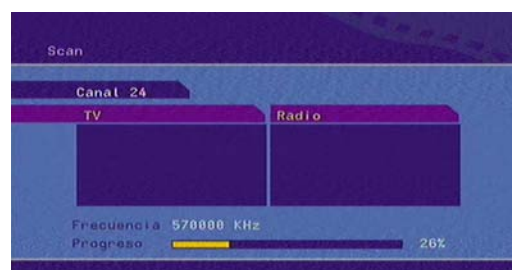 Scan
Canal 24
TV Radio
Frecuencia 570000 KHz
Progreso 26%